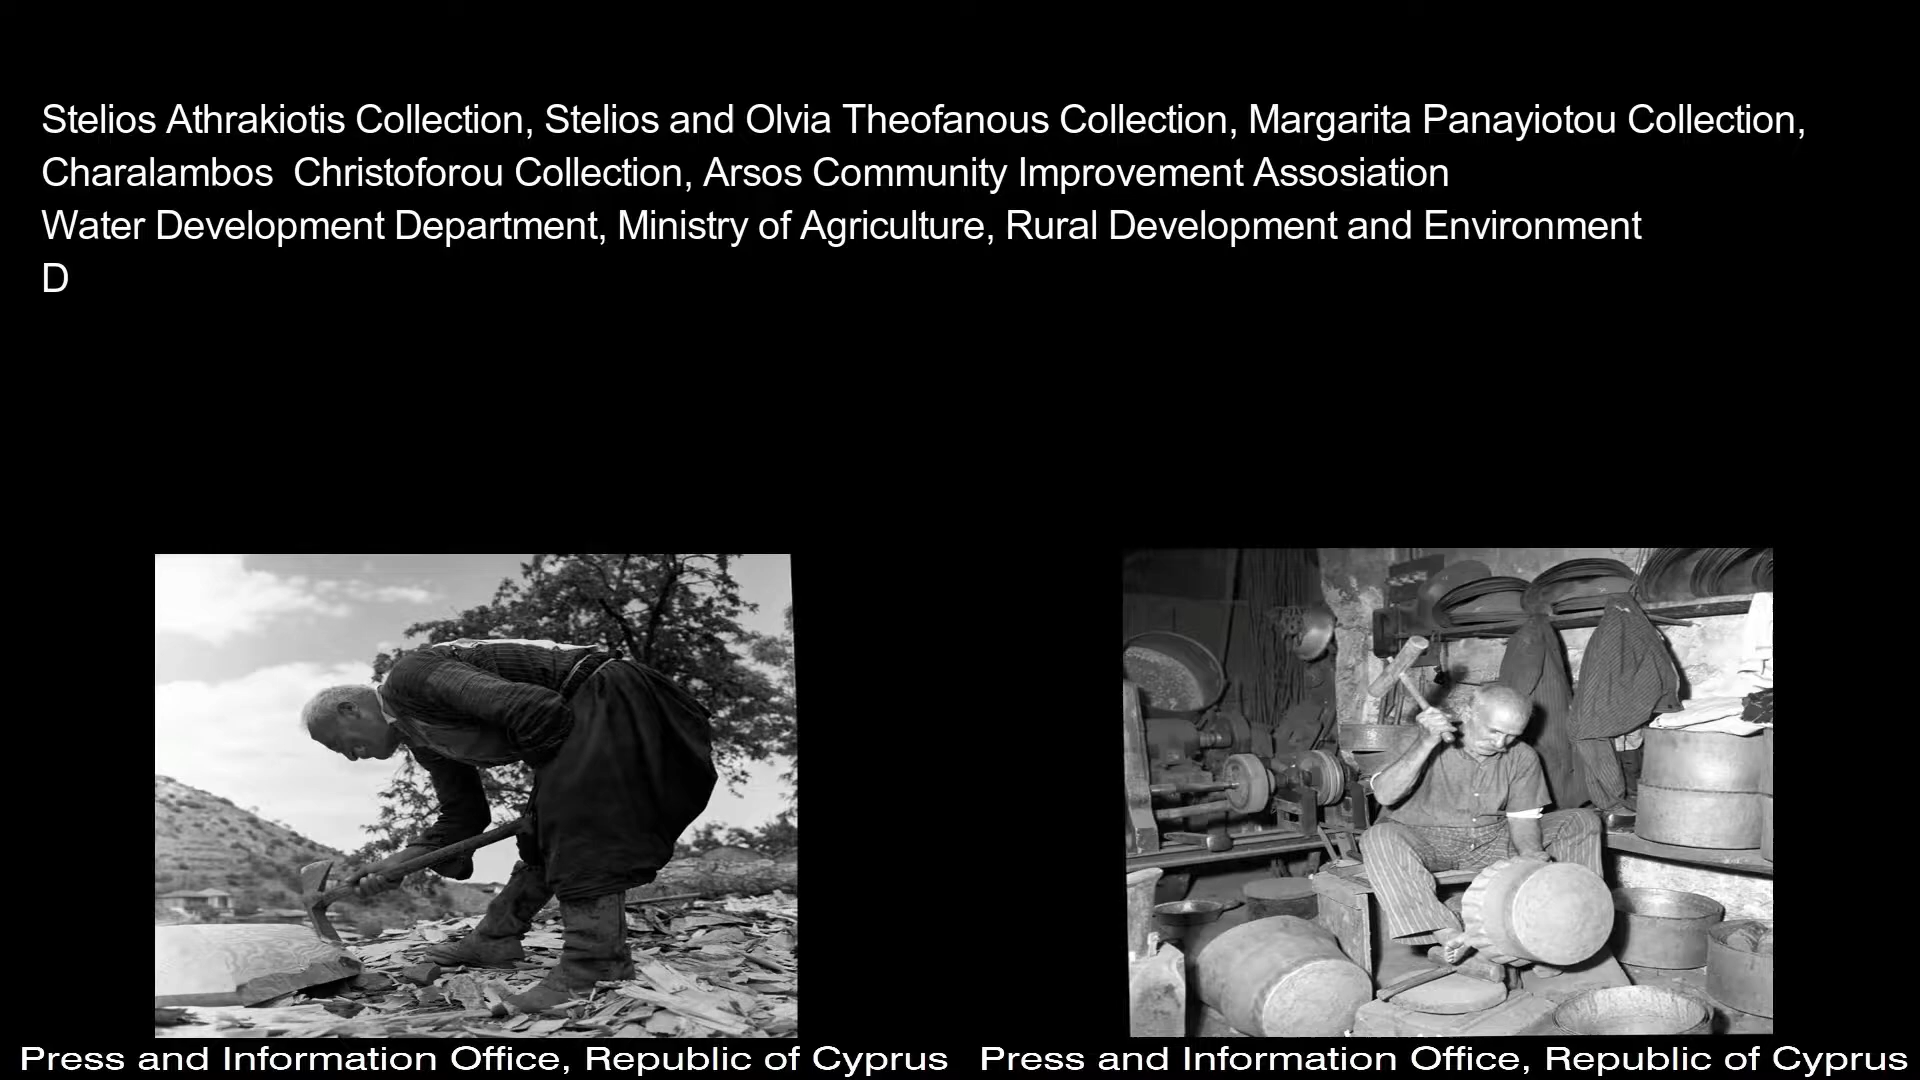 Stelios Athrakiotis Collection, Stelios and Olvia Theofanous Collection, Margarita Panayiotou Collection,
Charalambos  Christoforou Collection, Arsos Community Improvement Assosiation
Water Development Department, Ministry of Agriculture, Rural Development and Environment
D
Press and Information Office, Republic of Cyprus
Press and Information Office, Republic of Cyprus